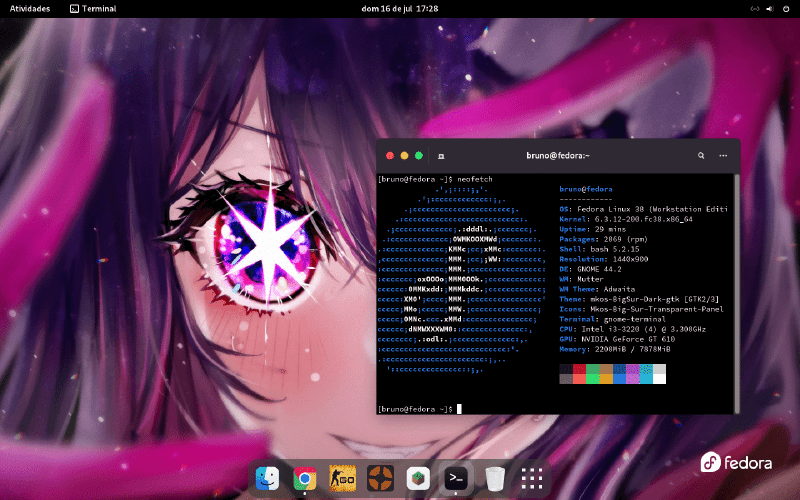 Atividades
Terminal
dom 16 de jul 17:28
bruno@fedora:~
[bruno@fedora ~]$ neofetch
bruno@fedora
------------
OS: Fedora Linux 38 (Workstation Editi
Kernel: 6.3.12-200.fc38.x86_64
Uptime: 29 mins
Packages: 2069 (rpm)
Shell: bash 5.2.15
Resolution: 1440x900
DE: GNOME 44.2
WM: Mutter
WM Theme: Adwaita
Theme: mkos-BigSur-Dark-gtk [GTK2/3]
Icons: Mkos-Big-Sur-Transparent-Panel
Terminal: gnome-terminal
CPU: Intel i3-3220 (4) @ 3.300GHz
GPU: NVIDIA GeForce GT 610
Memory: 2208MiB / 7878MiB
[bruno@fedora ~]$
fedora
GO